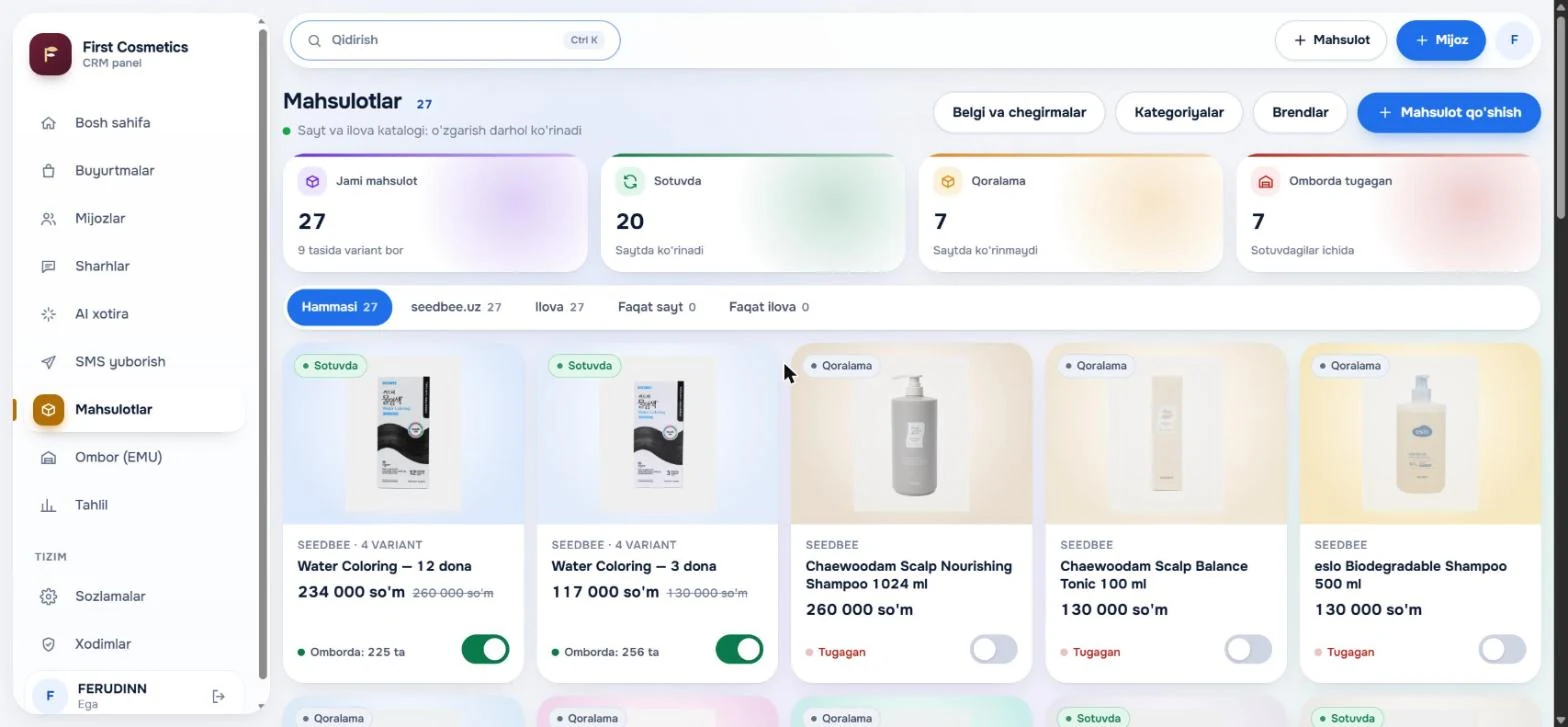 First Cosmetics
CRM panel
Qidirish
Ctrl K
+ Mahsulot
+ Mijoz
F
Bosh sahifa
Buyurtmalar
Mijozlar
Sharhlar
AI xotira
SMS yuborish
Mahsulotlar
Ombor (EMU)
Tahlil
TIZIM
Sozlamalar
Xodimlar
F
FERUDINN
Ega
Mahsulotlar 27
Sayt va ilova katalogi: o'zgarish darhol ko'rinadi
Belgi va chegirmalar
Kategoriyalar
Brendlar
+ Mahsulot qo'shish
Jami mahsulot
27
9 tasida variant bor
Sotuvda
20
Saytda ko'rinadi
Qoralama
7
Saytda ko'rinmaydi
Omborda tugagan
7
Sotuvdagilar ichida
Hammasi 27
seedbee.uz 27
Ilova 27
Faqat sayt 0
Faqat ilova 0
Sotuvda
Water Coloring
SEEDBEE · 4 VARIANT
Water Coloring — 12 dona
234 000 so'm 260 000 so'm
Omborda: 225 ta
Sotuvda
Water Coloring
SEEDBEE · 4 VARIANT
Water Coloring — 3 dona
117 000 so'm 130 000 so'm
Omborda: 256 ta
Qoralama
SEEDBEE
Chaewoodam Scalp Nourishing
Shampoo 1024 ml
260 000 so'm
Tugagan
Qoralama
SEEDBEE
Chaewoodam Scalp Balance
Tonic 100 ml
130 000 so'm
Tugagan
Qoralama
eslo
SEEDBEE
eslo Biodegradable Shampoo
500 ml
130 000 so'm
Tugagan
Qoralama
Qoralama
Qoralama
Sotuvda
Sotuvda